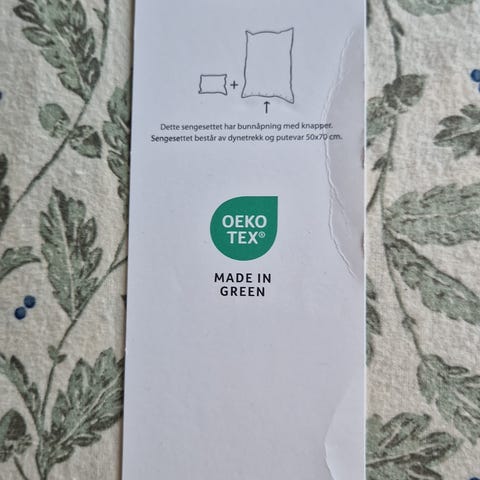 +
Dette sengesettet har bunnåpning med knapper.
Sengesettet består av dynetrekk og putevar 50x70 cm.
OEKO
TEX®
MADE IN
GREEN